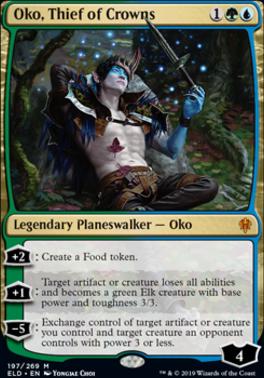 Oko, Thief of Crowns 1
Legendary Planeswalker — Oko
+2 : Create a Food token.
+1 : Target artifact or creature loses all abilities
and becomes a green Elk creature with base
power and toughness 3/3.
−5 : Exchange control of target artifact or creature
you control and target creature an opponent
controls with power 3 or less.
4
197/269 M
ELD • EN YONGJAE CHOI
™ & © 2019 Wizards of the Coast